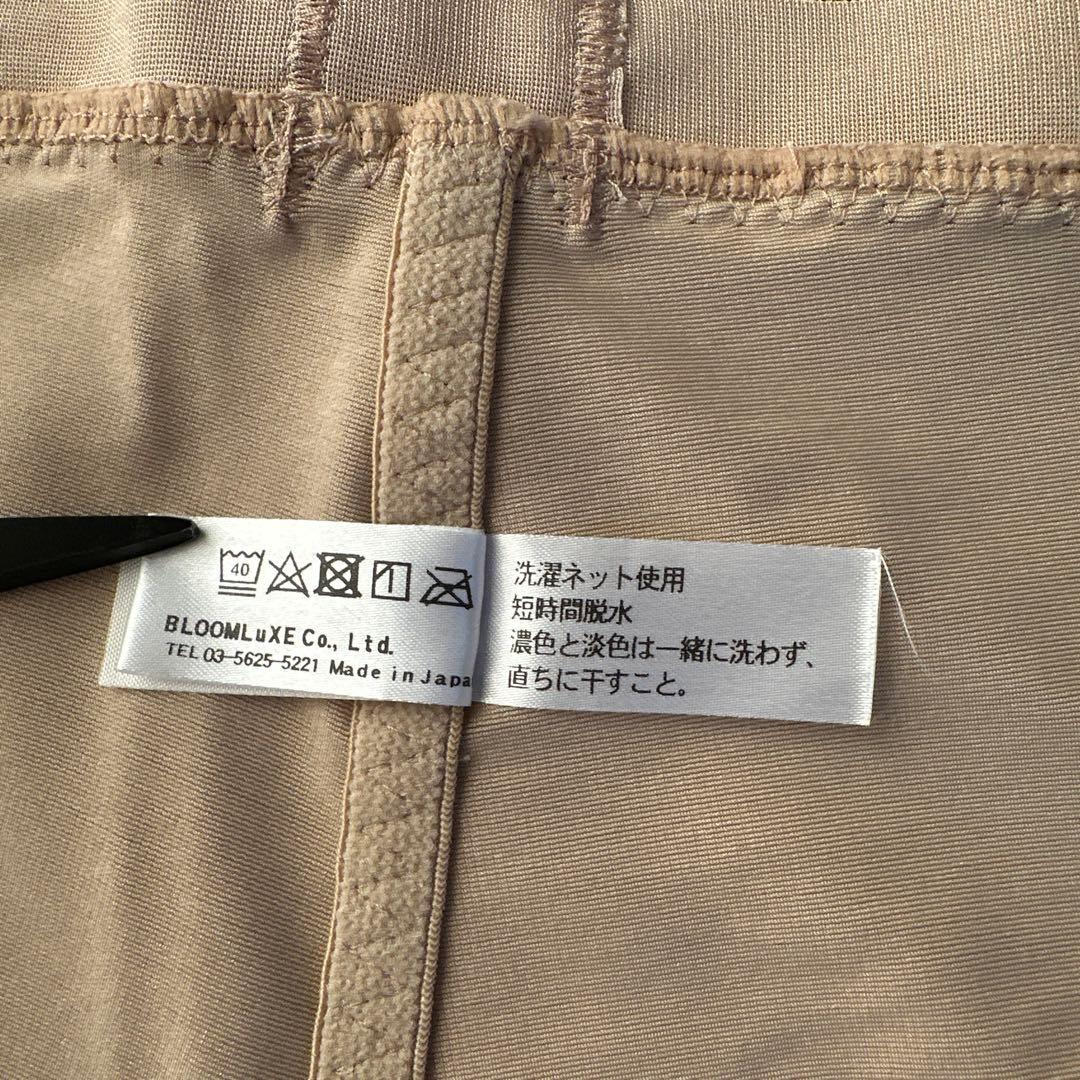 40
BLOOMLuXE Co., Ltd.
TEL 03-5625-5221 Made in Japa
洗濯ネット使用
短時間脱水
濃色と淡色は一緒に洗わず、
直ちに干すこと。